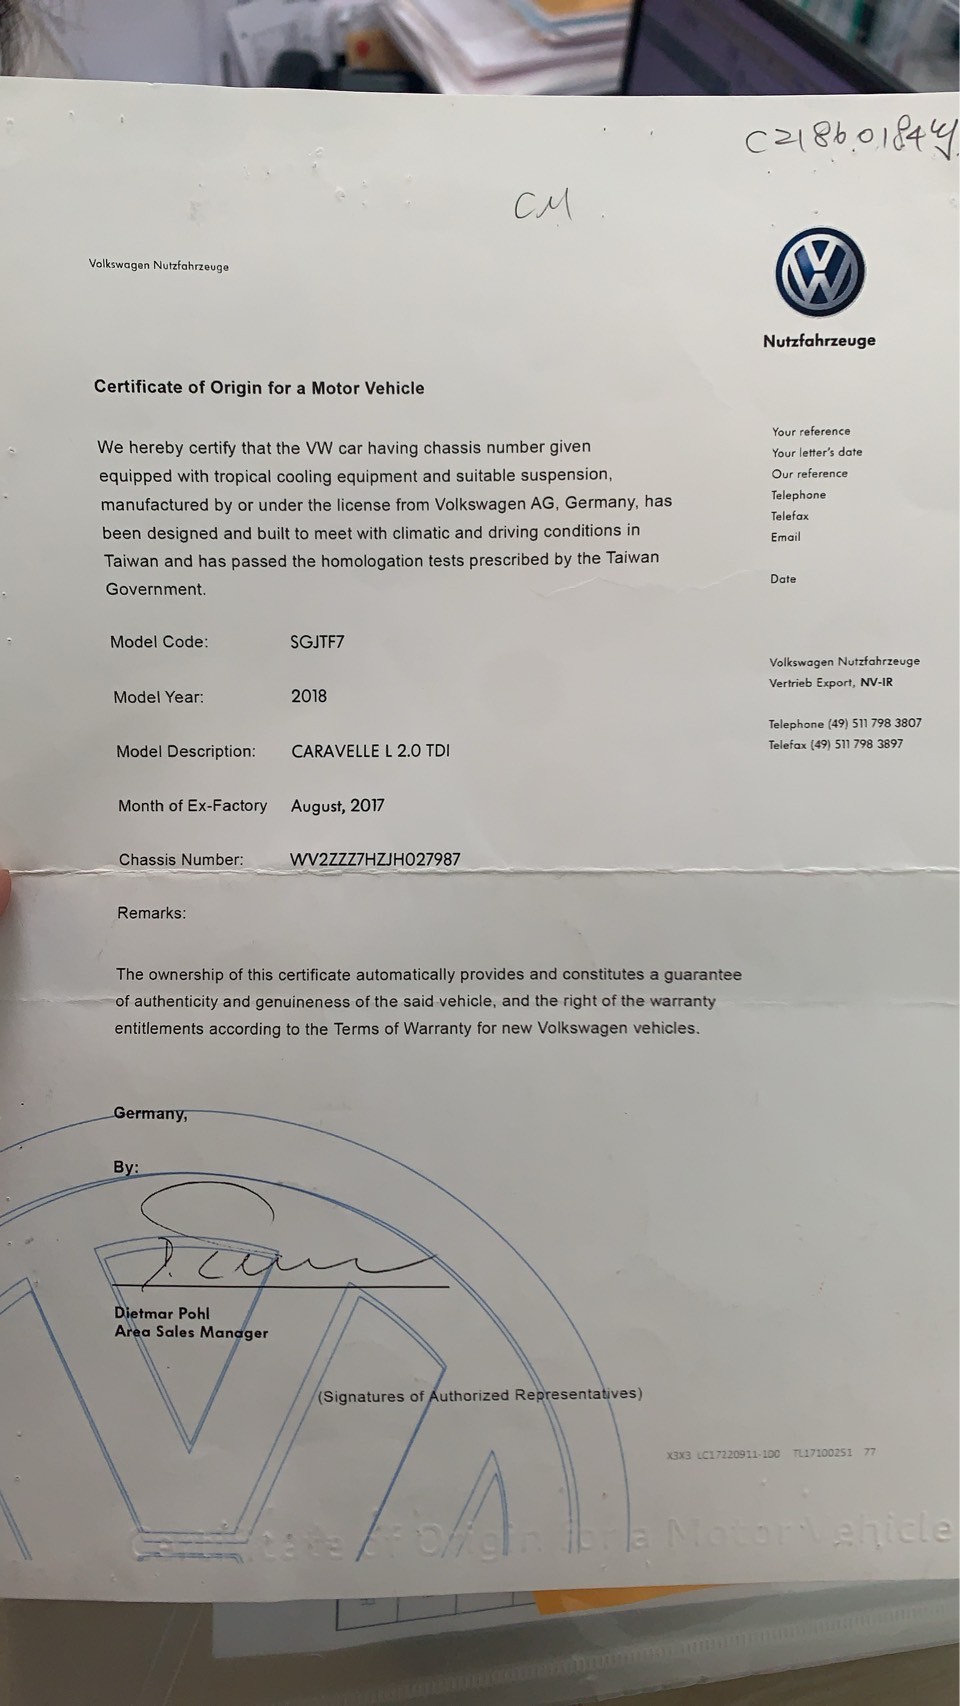 CM
Volkswagen Nutzfahrzeuge
Nutzfahrzeuge
Certificate of Origin for a Motor Vehicle
We hereby certify that the VW car having chassis number given
equipped with tropical cooling equipment and suitable suspension,
manufactured by or under the license from Volkswagen AG, Germany, has
been designed and built to meet with climatic and driving conditions in
Taiwan and has passed the homologation tests prescribed by the Taiwan
Government.
Your reference
Your letter's date
Our reference
Telephone
Telefax
Email
Date
Volkswagen Nutzfahrzeuge
Vertrieb Export, NV-IR
Telephone (49) 511 798 3807
Telefax (49) 511 798 3897
Model Code: SGJTF7
Model Year: 2018
Model Description: CARAVELLE L 2.0 TDI
Month of Ex-Factory August, 2017
Chassis Number: WV2ZZZ7HZJH027987
Remarks:
The ownership of this certificate automatically provides and constitutes a guarantee
of authenticity and genuineness of the said vehicle, and the right of the warranty
entitlements according to the Terms of Warranty for new Volkswagen vehicles.
Germany,
By:
Dietmar Pohl
Area Sales Manager
(Signatures of Authorized Representatives)
X3X3 LC17220911-100 TL17100251 77
Certificate of Origin for a Motor Vehicle